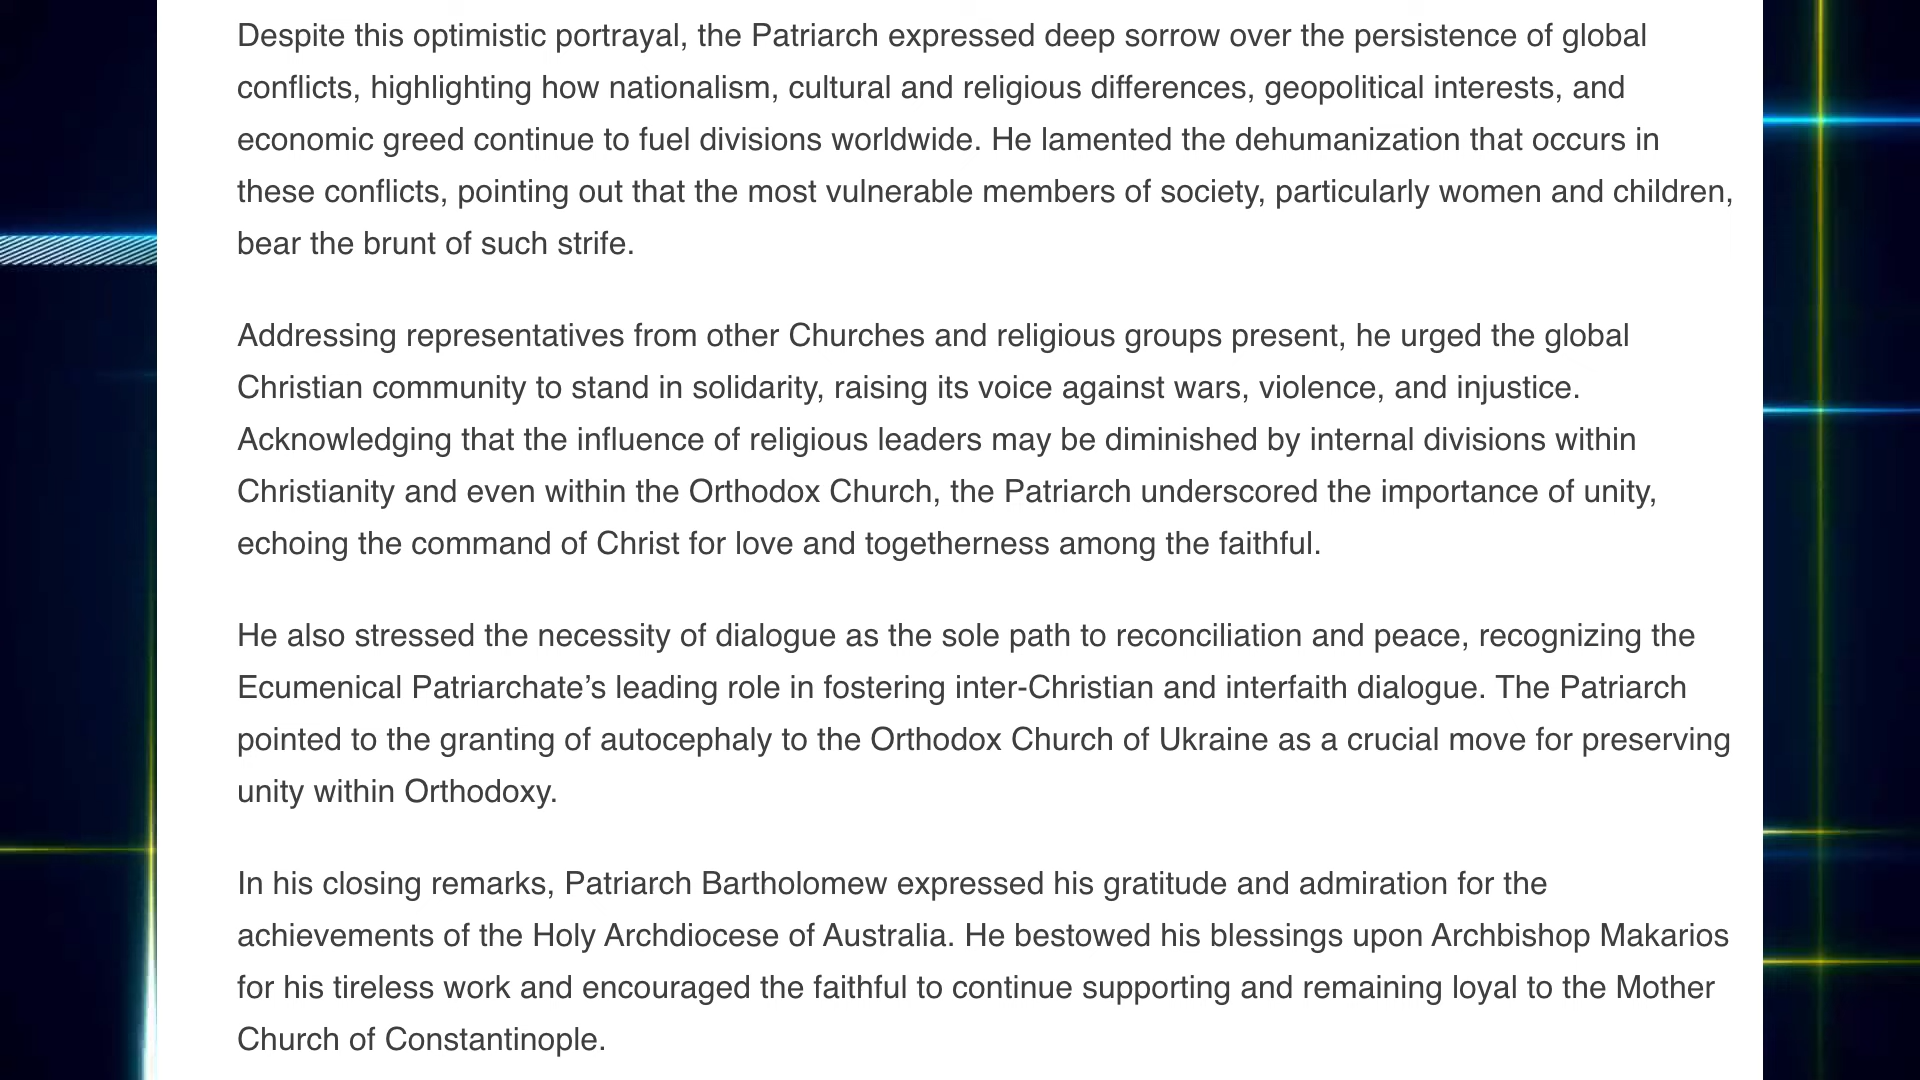 Despite this optimistic portrayal, the Patriarch expressed deep sorrow over the persistence of global
conflicts, highlighting how nationalism, cultural and religious differences, geopolitical interests, and
economic greed continue to fuel divisions worldwide. He lamented the dehumanization that occurs in
these conflicts, pointing out that the most vulnerable members of society, particularly women and children,
bear the brunt of such strife.
Addressing representatives from other Churches and religious groups present, he urged the global
Christian community to stand in solidarity, raising its voice against wars, violence, and injustice.
Acknowledging that the influence of religious leaders may be diminished by internal divisions within
Christianity and even within the Orthodox Church, the Patriarch underscored the importance of unity,
echoing the command of Christ for love and togetherness among the faithful.
He also stressed the necessity of dialogue as the sole path to reconciliation and peace, recognizing the
Ecumenical Patriarchate’s leading role in fostering inter-Christian and interfaith dialogue. The Patriarch
pointed to the granting of autocephaly to the Orthodox Church of Ukraine as a crucial move for preserving
unity within Orthodoxy.
In his closing remarks, Patriarch Bartholomew expressed his gratitude and admiration for the
achievements of the Holy Archdiocese of Australia. He bestowed his blessings upon Archbishop Makarios
for his tireless work and encouraged the faithful to continue supporting and remaining loyal to the Mother
Church of Constantinople.